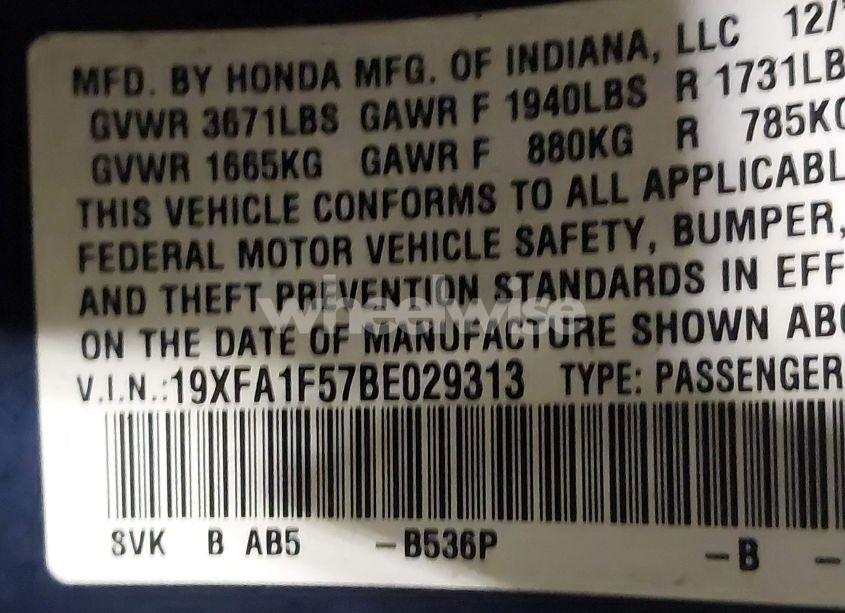 MFD. BY HONDA MFG. OF INDIANA, LLC 12/
GVWR 3671LBS GAWR F 1940LBS R 1731LB
GVWR 1665KG GAWR F 880KG R 785KG
THIS VEHICLE CONFORMS TO ALL APPLICABL
FEDERAL MOTOR VEHICLE SAFETY, BUMPER,
AND THEFT PREVENTION STANDARDS IN EFF
ON THE DATE OF MANUFACTURE SHOWN ABO
wheelwise
V.I.N.:19XFA1F57BE029313 TYPE: PASSENGER
SVK B AB5 -B536P -B -